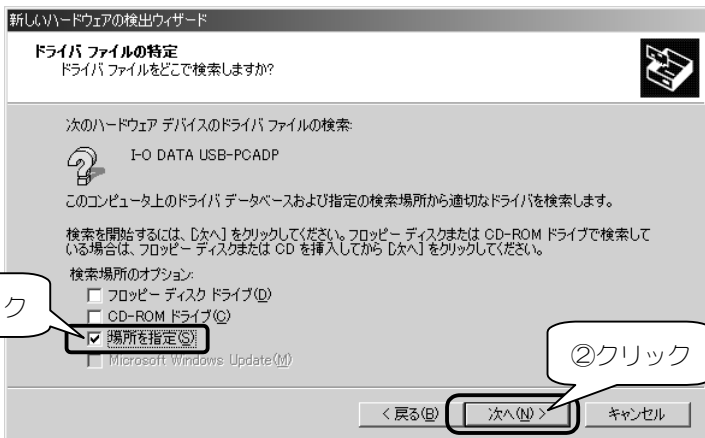 新しいハードウェアの検出ウィザード
ドライバ ファイルの特定
ドライバ ファイルをどこで検索しますか?
次のハードウェア デバイスのドライバ ファイルの検索:
I-O DATA USB-PCADP
このコンピュータ上のドライバ データベースおよび指定の検索場所から適切なドライバを検索します。
検索を開始するには、[次へ] をクリックしてください。フロッピー ディスクまたは CD-ROM ドライブで検索して
いる場合は、フロッピー ディスクまたは CD を挿入してから [次へ] をクリックしてください。
検索場所のオプション:
フロッピー ディスク ドライブ(D)
CD-ROM ドライブ(C)
ク
場所を指定(S)
Microsoft Windows Update(M)
②クリック
< 戻る(B)
次へ(N) >
キャンセル